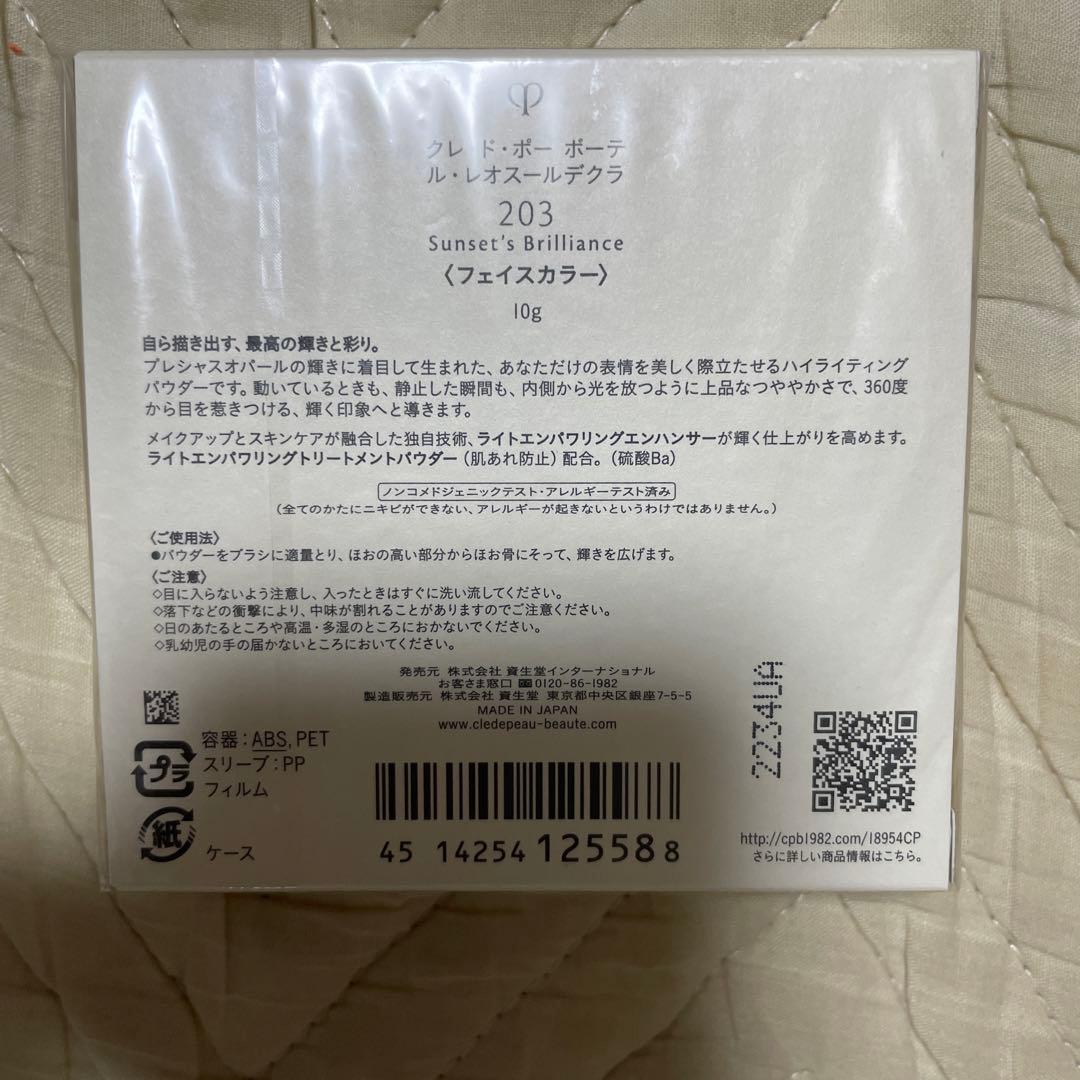 クレ・ド・ポー ボーテ
ル・レオスールデクラ
203
Sunset's Brilliance
〈フェイスカラー〉
10g
自ら描き出す、最高の輝きと彩り。
プレシャスオパールの輝きに着目して生まれた、あなただけの表情を美しく際立たせるハイライティング
パウダーです。動いているときも、静止した瞬間も、内側から光を放つように上品なつややかさで、360度
から目を惹きつける、輝く印象へと導きます。
メイクアップとスキンケアが融合した独自技術、ライトエンパワリングエンハンサーが輝く仕上がりを高めます。
ライトエンパワリングトリートメントパウダー（肌あれ防止）配合。（硫酸Ba）
ノンコメドジェニックテスト・アレルギーテスト済み
（全てのかたにニキビができない、アレルギーが起きないというわけではありません。）
〈ご使用法〉
●パウダーをブラシに適量とり、ほおの高い部分からほお骨にそって、輝きを広げます。
〈ご注意〉
◇目に入らないよう注意し、入ったときはすぐに洗い流してください。
◇落下などの衝撃により、中味が割れることがありますのでご注意ください。
◇日のあたるところや高温・多湿のところにおかないでください。
◇乳幼児の手の届かないところにおいてください。
発売元 株式会社 資生堂インターナショナル
お客さま窓口 0120-86-1982
製造販売元 株式会社 資生堂 東京都中央区銀座7-5-5
MADE IN JAPAN
www.cledepeau-beaute.com
容器：ABS, PET
プラ スリーブ：PP
フィルム
紙 ケース
45 14254 12558 8
2234UA
http://cpb1982.com/18954CP
さらに詳しい商品情報はこちら。